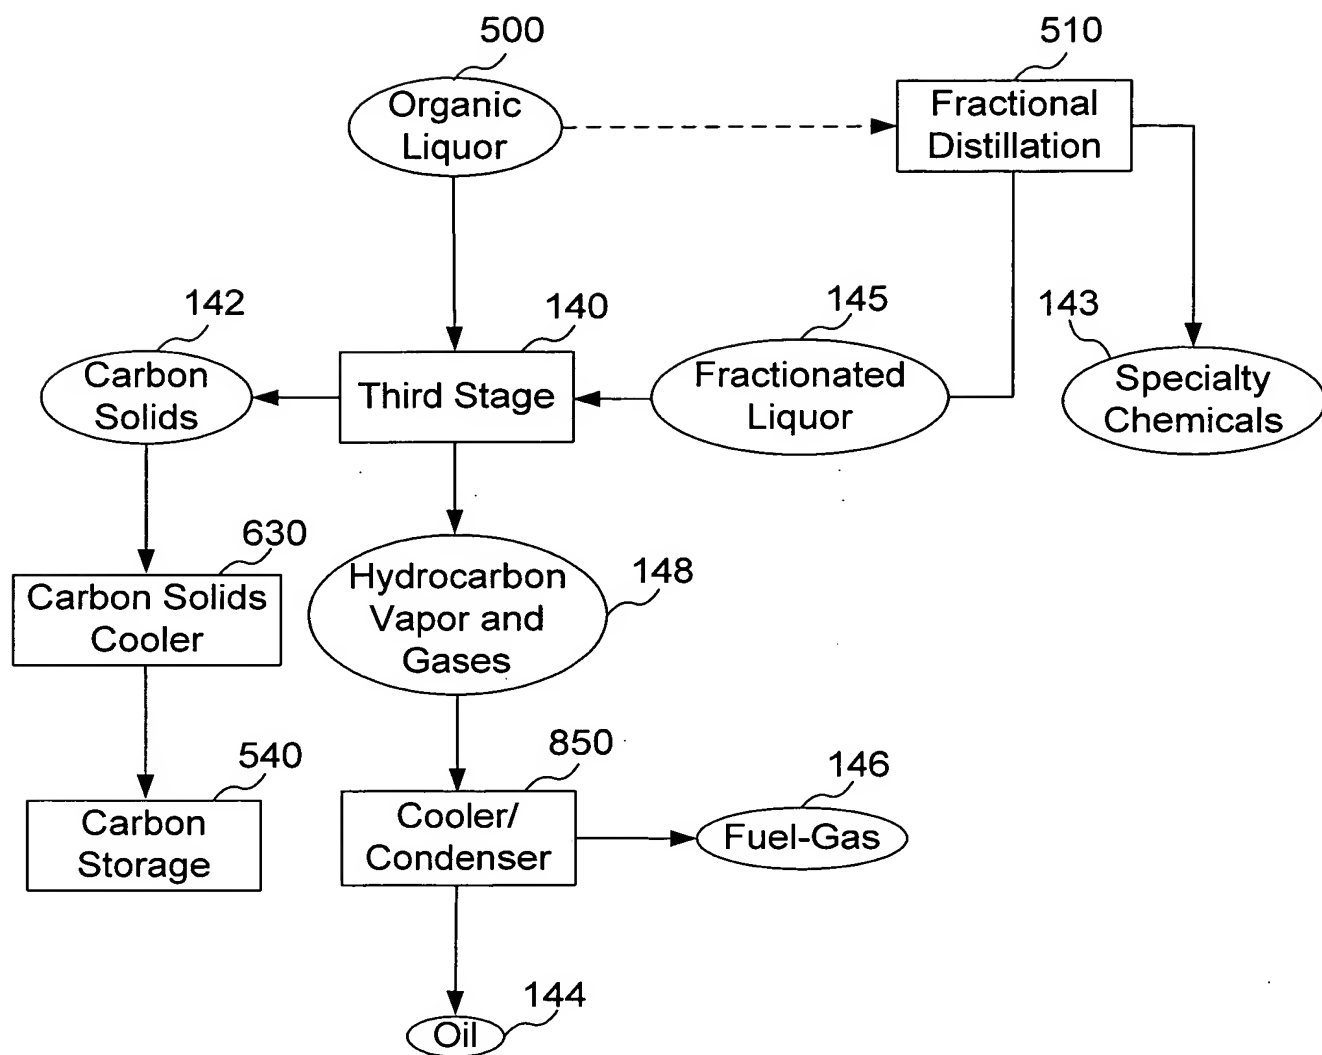 500
510
Organic
Liquor
Fractional
Distillation
142
140
145
143
Carbon
Solids
Third Stage
Fractionated
Liquor
Specialty
Chemicals
630
Carbon Solids
Cooler
Hydrocarbon
Vapor and
Gases
148
540
850
146
Carbon
Storage
Cooler/
Condenser
Fuel-Gas
144
Oil